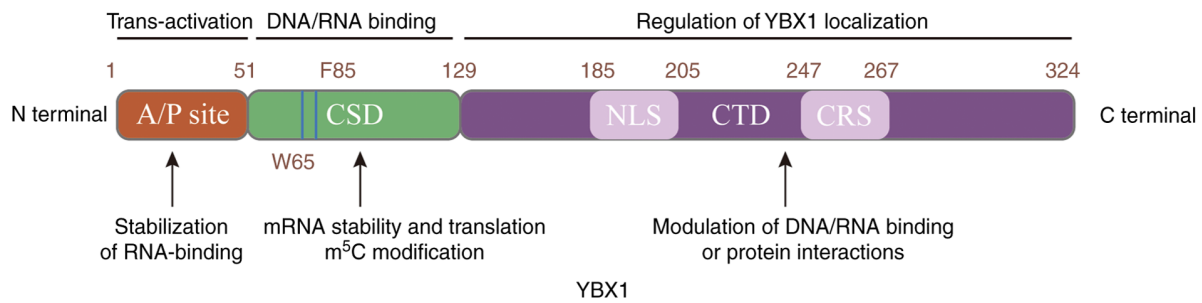 Trans-activation DNA/RNA binding Regulation of YBX1 localization
1 51 F85 129 185 205 247 267 324
N terminal A/P site CSD NLS CTD CRS C terminal
W65
Stabilization mRNA stability and translation Modulation of DNA/RNA binding
of RNA-binding m⁵C modification or protein interactions
YBX1